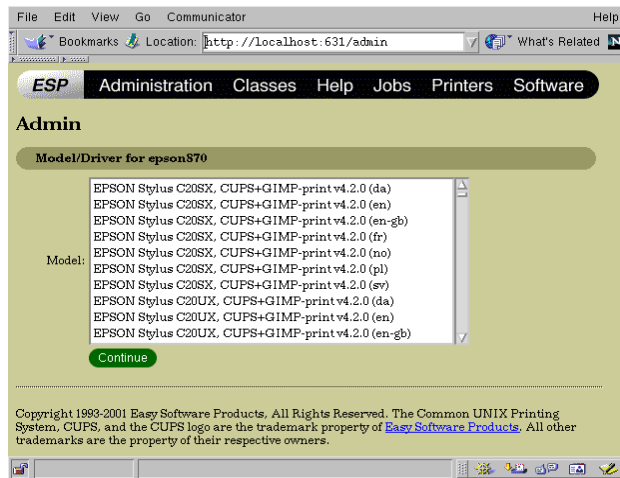 File Edit View Go Communicator Help
Bookmarks Location: http://localhost:631/admin What's Related N
ESP Administration Classes Help Jobs Printers Software
Admin
Model/Driver for epson870
EPSON Stylus C20SX, CUPS+GIMP-print v4.2.0 (da)
EPSON Stylus C20SX, CUPS+GIMP-print v4.2.0 (en)
EPSON Stylus C20SX, CUPS+GIMP-print v4.2.0 (en-gb)
EPSON Stylus C20SX, CUPS+GIMP-print v4.2.0 (fr)
EPSON Stylus C20SX, CUPS+GIMP-print v4.2.0 (no)
Model:
EPSON Stylus C20SX, CUPS+GIMP-print v4.2.0 (pl)
EPSON Stylus C20SX, CUPS+GIMP-print v4.2.0 (sv)
EPSON Stylus C20UX, CUPS+GIMP-print v4.2.0 (da)
EPSON Stylus C20UX, CUPS+GIMP-print v4.2.0 (en)
EPSON Stylus C20UX, CUPS+GIMP-print v4.2.0 (en-gb)
Continue
Copyright 1993-2001 Easy Software Products, All Rights Reserved. The Common UNIX Printing
System, CUPS, and the CUPS logo are the trademark property of Easy Software Products. All other
trademarks are the property of their respective owners.